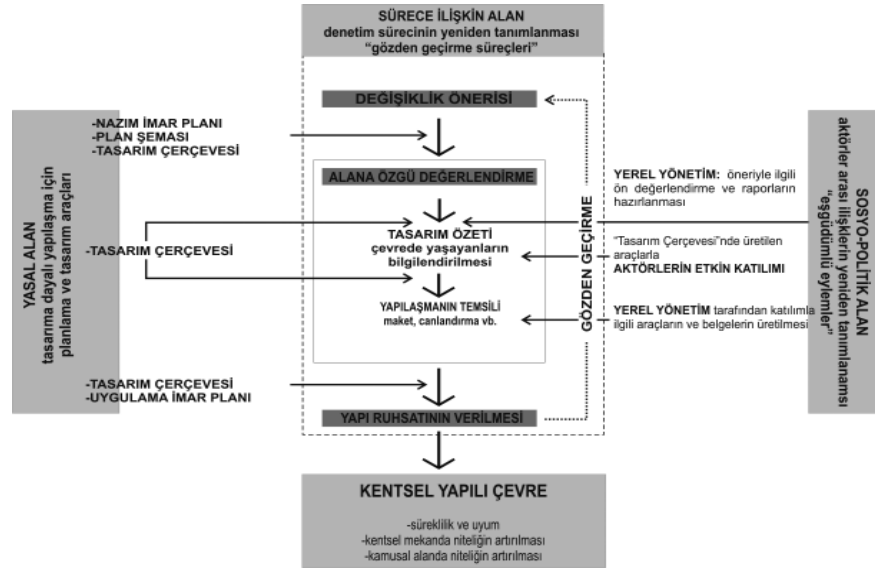 SÜRECE İLİŞKİN ALAN
denetim sürecinin yeniden tanımlanması
“gözden geçirme süreçleri”
DEĞİŞİKLİK ÖNERİSİ
YASAL ALAN
tasarıma dayalı yapılaşma için
planlama ve tasarım araçları
-NAZIM İMAR PLANI
-PLAN ŞEMASI
-TASARIM ÇERÇEVESİ
ALANA ÖZGÜ DEĞERLENDİRME
-TASARIM ÇERÇEVESİ
TASARIM ÖZETİ
çevrede yaşayanların
bilgilendirilmesi
YAPILAŞMANIN TEMSİLİ
maket, canlandırma vb.
-TASARIM ÇERÇEVESİ
-UYGULAMA İMAR PLANI
YAPI RUHSATININ VERİLMESİ
GÖZDEN GEÇİRME
YEREL YÖNETİM: öneriyle ilgili
ön değerlendirme ve raporların
hazırlanması
“Tasarım Çerçevesi”nde üretilen
araçlarla
AKTÖRLERİN ETKİN KATILIMI
YEREL YÖNETİM tarafından katılımla
ilgili araçların ve belgelerin üretilmesi
SOSYO-POLİTİK ALAN
aktörler arası ilişklerin yeniden tanımlanamsı
“eşgüdümlü eylemler”
KENTSEL YAPILI ÇEVRE
-süreklilik ve uyum
-kentsel mekanda niteliğin artırılması
-kamusal alanda niteliğin artırılması